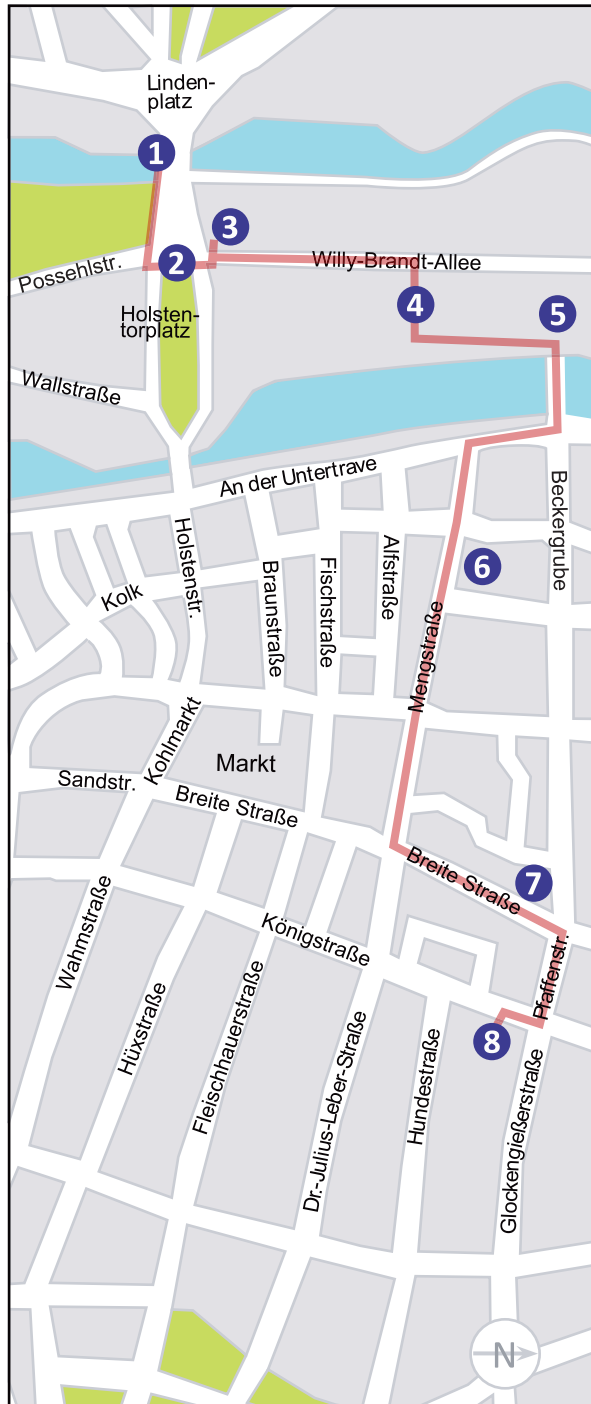 Linden-
platz
1
3
2
Willy-Brandt-Allee
Possehlstr.
4
5
Holsten-
torplatz
Wallstraße
An der Untertrave
Beckergrube
Holstenstr.
Braunstraße
Fischstraße
Alfstraße
6
Kolk
Mengstraße
Kohlmarkt
Markt
Sandstr.
Breite Straße
Breite Straße
7
Königstraße
Wahmstraße
Pfaffenstr.
Hüxstraße
Fleischhauerstraße
8
Dr.-Julius-Leber-Straße
Hundestraße
Glockengießerstraße
N